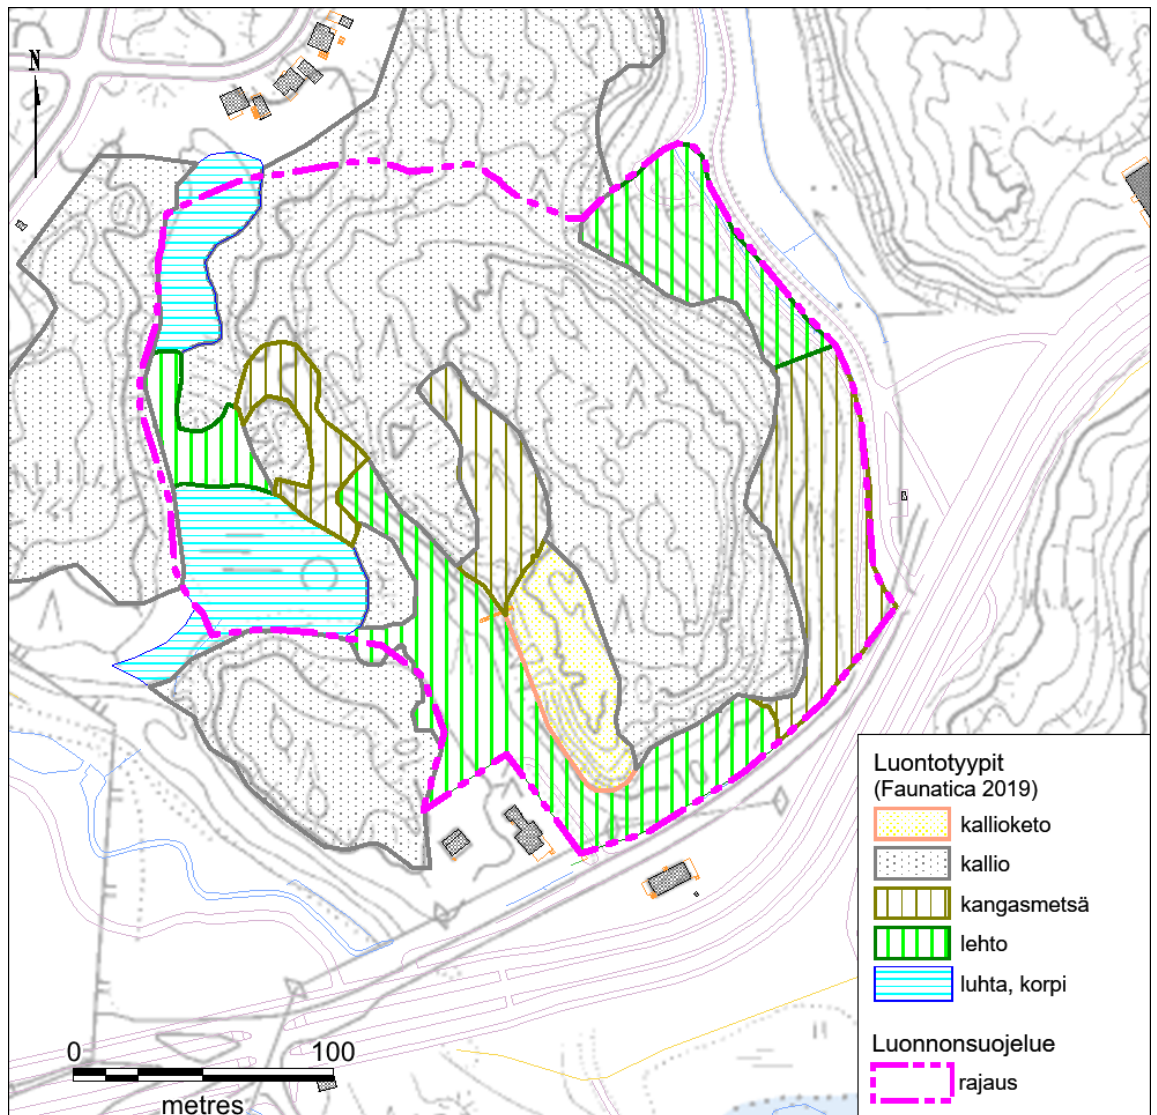 N
Luontotyypit
(Faunatica 2019)
kallioketo
kallio
kangasmetsä
lehto
luhta, korpi
Luonnonsuojelue
rajaus
0 100
metres